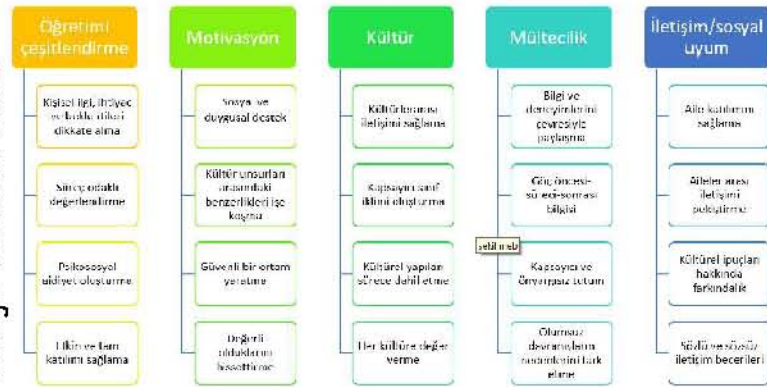 Öğretimi
çeşitlendirme
Kişisel ilgi, ihtiyaç
ve beklentileri
dikkate alma
Süreç odaklı
değerlendirme
Psikososyal
aidiyet oluşturma
Etkin ve tam
katılımı sağlama
Motivasyon
Sosyal ve
duygusal destek
Kültür unsurları
arasındaki
benzerlikleri işe
koşma
Güvenli bir ortam
yaratma
Değerli
olduklarını
hissettirme
Kültür
Kültürlerarası
iletişimi sağlama
Kapsayıcı sınıf
iklimi oluşturma
Kültürel yapıları
sürece dahil etme
Her kültüre değer
verme
Mültecilik
Bilgi ve
deneyimlerini
çevresiyle
paylaşma
Göç öncesi-
süreci-sonrası
bilgisi
Kapsayıcı ve
önyargısız tutum
Olumsuz
davranışların
nedenlerini fark
etme
İletişim/sosyal
uyum
Aile katılımını
sağlama
Aileler arası
iletişimi
pekiştirme
Kültürel ipuçları
hakkında
farkındalık
Sözlü ve sözsüz
iletişim becerileri